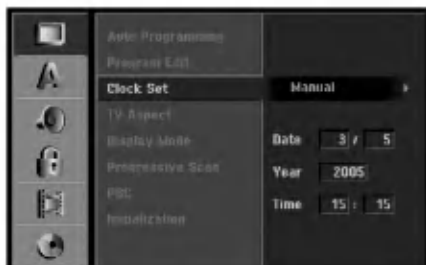 Auto Programming
Program Edit
Clock Set
Manual
TV Aspect
Display Mode
Date 3 / 5
Progressive Scan
Year 2005
PBC
Time 15 : 15
Initialization
A